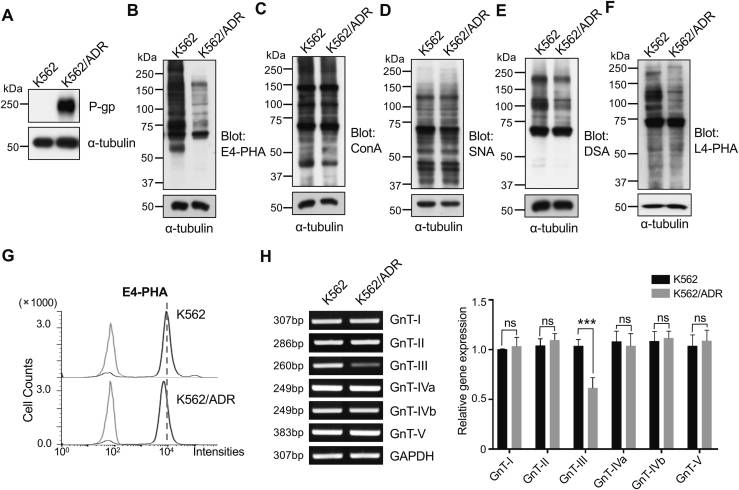 A
K562
K562/ADR
kDa
250
P-gp
50
α-tubulin
B
K562
K562/ADR
kDa
250
150
100
75
50
37
Blot:
E4-PHA
50
α-tubulin
C
K562
K562/ADR
kDa
250
150
100
75
50
37
Blot:
ConA
50
α-tubulin
D
K562
K562/ADR
kDa
250
150
100
75
50
37
Blot:
SNA
50
α-tubulin
E
K562
K562/ADR
kDa
250
150
100
75
50
37
Blot:
DSA
50
α-tubulin
F
K562
K562/ADR
kDa
250
150
100
75
50
37
Blot:
L4-PHA
50
α-tubulin
G
E4-PHA
(×1000)
3.0
K562
3.0
K562/ADR
0.0
Cell Counts
10⁰
10²
10⁴
Intensities
H
K562
K562/ADR
307bp GnT-I
286bp GnT-II
260bp GnT-III
249bp GnT-IVa
249bp GnT-IVb
383bp GnT-V
307bp GAPDH
K562
K562/ADR
Relative gene expression
1.5
1.0
0.5
0.0
ns
ns
***
ns
ns
ns
GnT-I
GnT-II
GnT-III
GnT-IVa
GnT-IVb
GnT-V